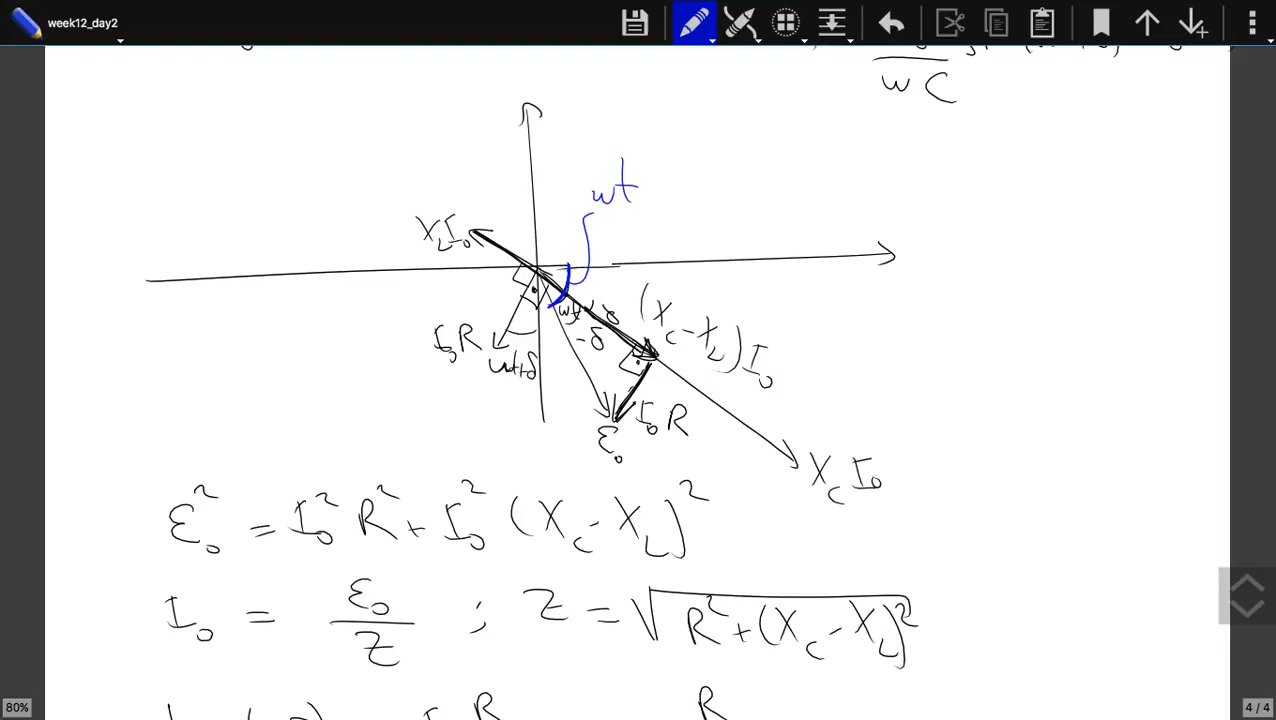 week12_day2
ωC
ωt
X_L I_0
(X_C - X_L) I_0
ωt
-δ
I_0 R
ωt+δ
I_0 R
ε_0
X_C I_0
ε_0^2 = I_0^2 R^2 + I_0^2 (X_C - X_L)^2
I_0 = ε_0/Z ; Z = √(R^2 + (X_C - X_L)^2)
R R
80% 4 / 4